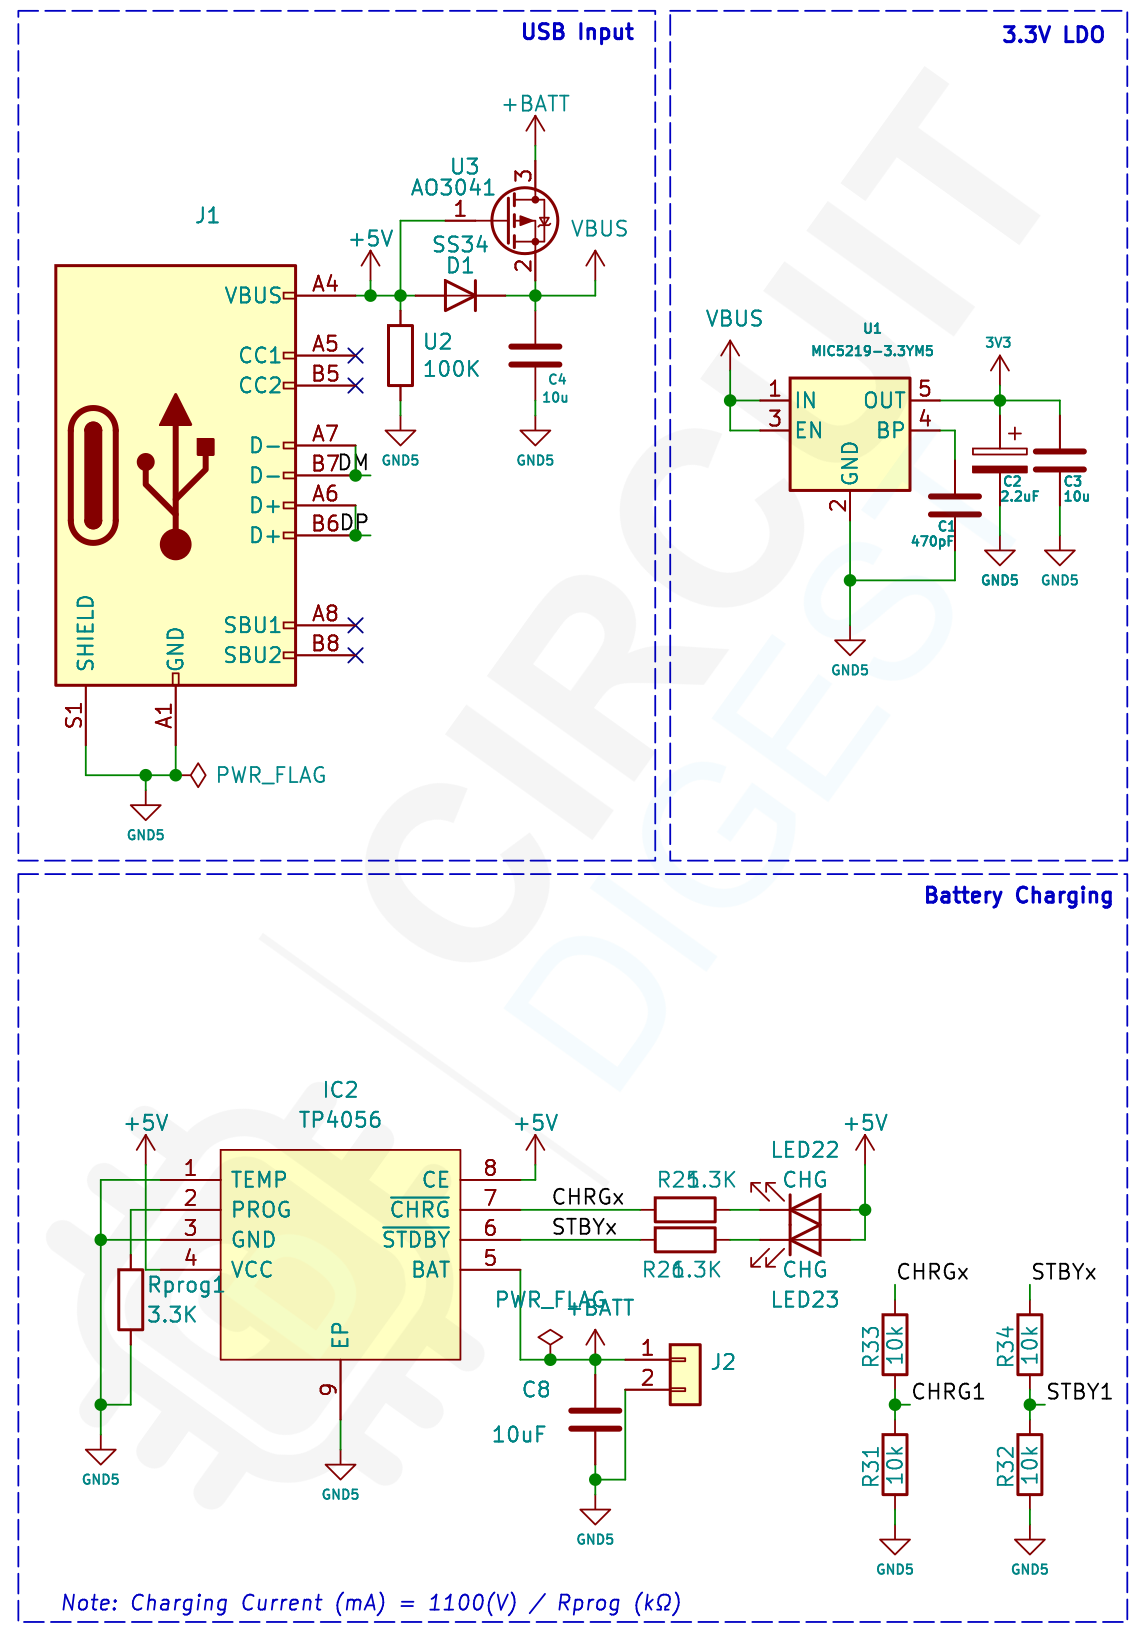 USB Input
+BATT
U3
AO3041
3
1
2
J1
+5V
SS34
D1
VBUS
U2
100K
C4
10u
GND5
GND5
VBUS
CC1
CC2
D-
D-
D+
D+
SBU1
SBU2
SHIELD
GND
A4
A5
B5
A7
B7
DM
A6
B6
DP
A8
B8
S1
A1
PWR_FLAG
GND5
3.3V LDO
VBUS
U1
MIC5219-3.3YM5
3V3
1
IN
OUT
5
3
EN
BP
4
GND
2
+
C2
2.2uF
C3
10u
C1
470pF
GND5
GND5
GND5
CIRCUIT
DIGEST
Battery Charging
IC2
TP4056
+5V
+5V
+5V
1
TEMP
CE
8
2
PROG
CHRG
7
3
GND
STDBY
6
4
VCC
BAT
5
EP
9
Rprog1
3.3K
GND5
GND5
CHRGx
STBYx
R25
1.3K
R26
1.3K
LED22
CHG
CHG
LED23
PWR_FLAG
+BATT
1
2
J2
C8
10uF
GND5
CHRGx
STBYx
R33
10k
R34
10k
CHRG1
STBY1
R31
10k
R32
10k
GND5
GND5
Note: Charging Current (mA) = 1100(V) / Rprog (kΩ)